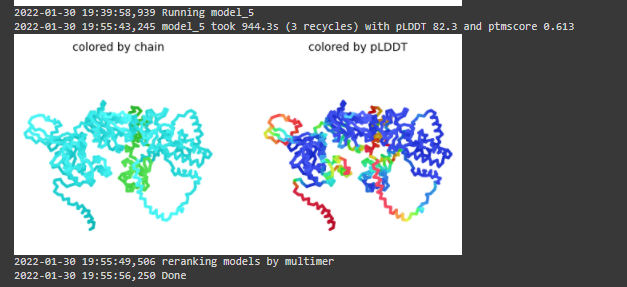 2022-01-30 19:39:58,939 Running model_5
2022-01-30 19:55:43,245 model_5 took 944.3s (3 recycles) with pLDDT 82.3 and ptmscore 0.613
colored by chain
colored by pLDDT
2022-01-30 19:55:49,506 reranking models by multimer
2022-01-30 19:55:56,250 Done